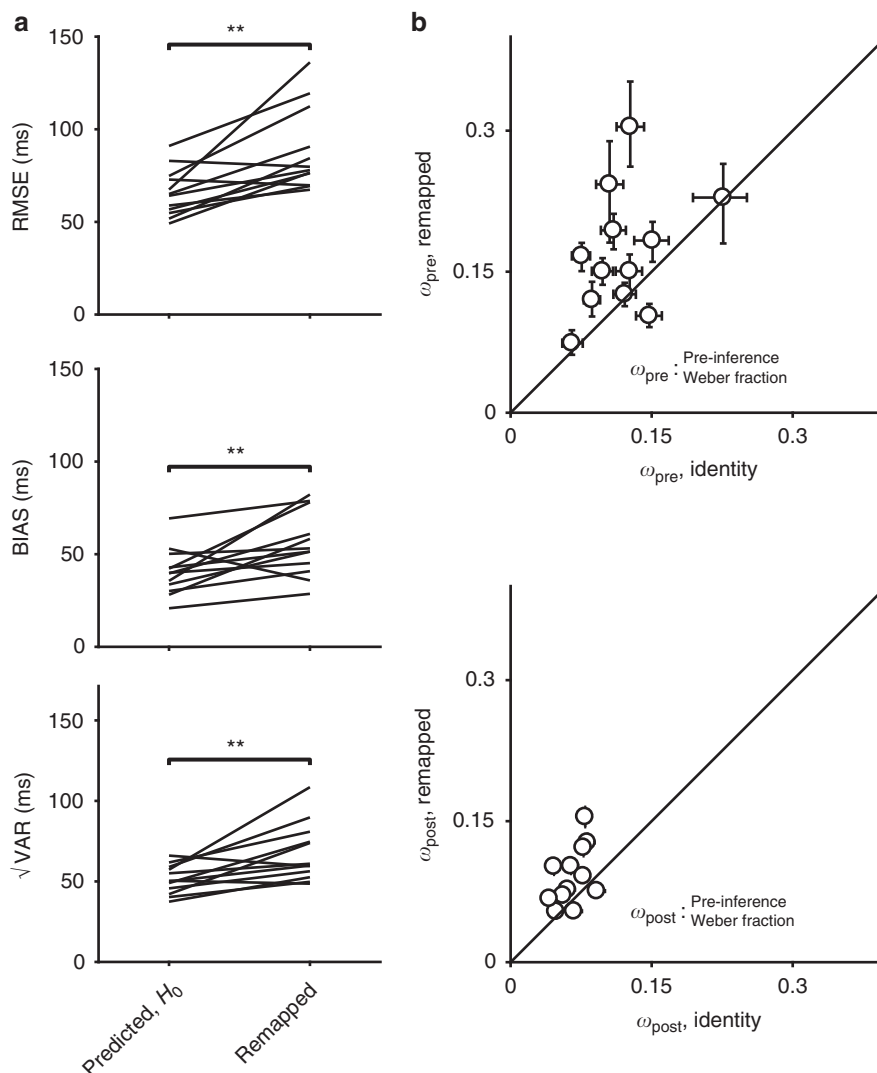 a
150
100
50
0
RMSE (ms)
**
150
100
50
0
BIAS (ms)
**
150
100
50
0
√VAR (ms)
**
Predicted, H0
Remapped
b
0.3
0.15
0
ωpre, remapped
ωpre : Pre-inference
Weber fraction
0
0.15
0.3
ωpre, identity
0.3
0.15
0
ωpost, remapped
ωpost : Pre-inference
Weber fraction
0
0.15
0.3
ωpost, identity